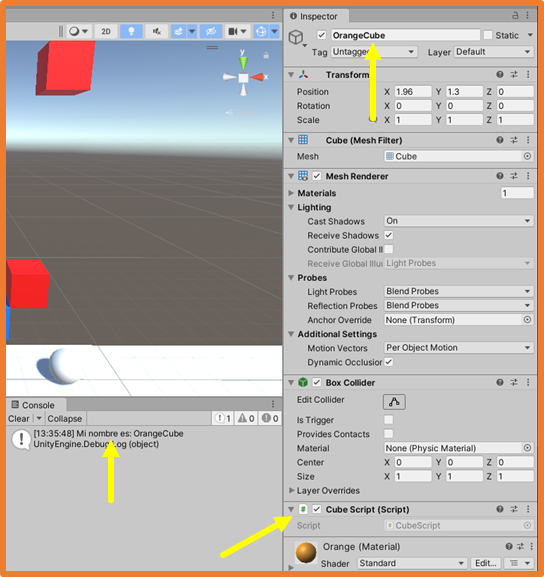 2D
y
x
z
Inspector
OrangeCube
Static
Tag Untagged Layer Default
Transform
Position X 1.96 Y 1.3 Z 0
Rotation X 0 Y 0 Z 0
Scale X 1 Y 1 Z 1
Cube (Mesh Filter)
Mesh Cube
Mesh Renderer
Materials 1
Lighting
Cast Shadows On
Receive Shadows
Contribute Global Il
Receive Global Illur Light Probes
Probes
Light Probes Blend Probes
Reflection Probes Blend Probes
Anchor Override None (Transform)
Additional Settings
Motion Vectors Per Object Motion
Dynamic Occlusion
Box Collider
Edit Collider
Is Trigger
Provides Contacts
Material None (Physic Material)
Center X 0 Y 0 Z 0
Size X 1 Y 1 Z 1
Layer Overrides
# Cube Script (Script)
Script # CubeScript
Orange (Material)
Shader Standard Edit...
Console
Clear Collapse 1 0 0
[13:35:48] Mi nombre es: OrangeCube
UnityEngine.Debug:Log (object)